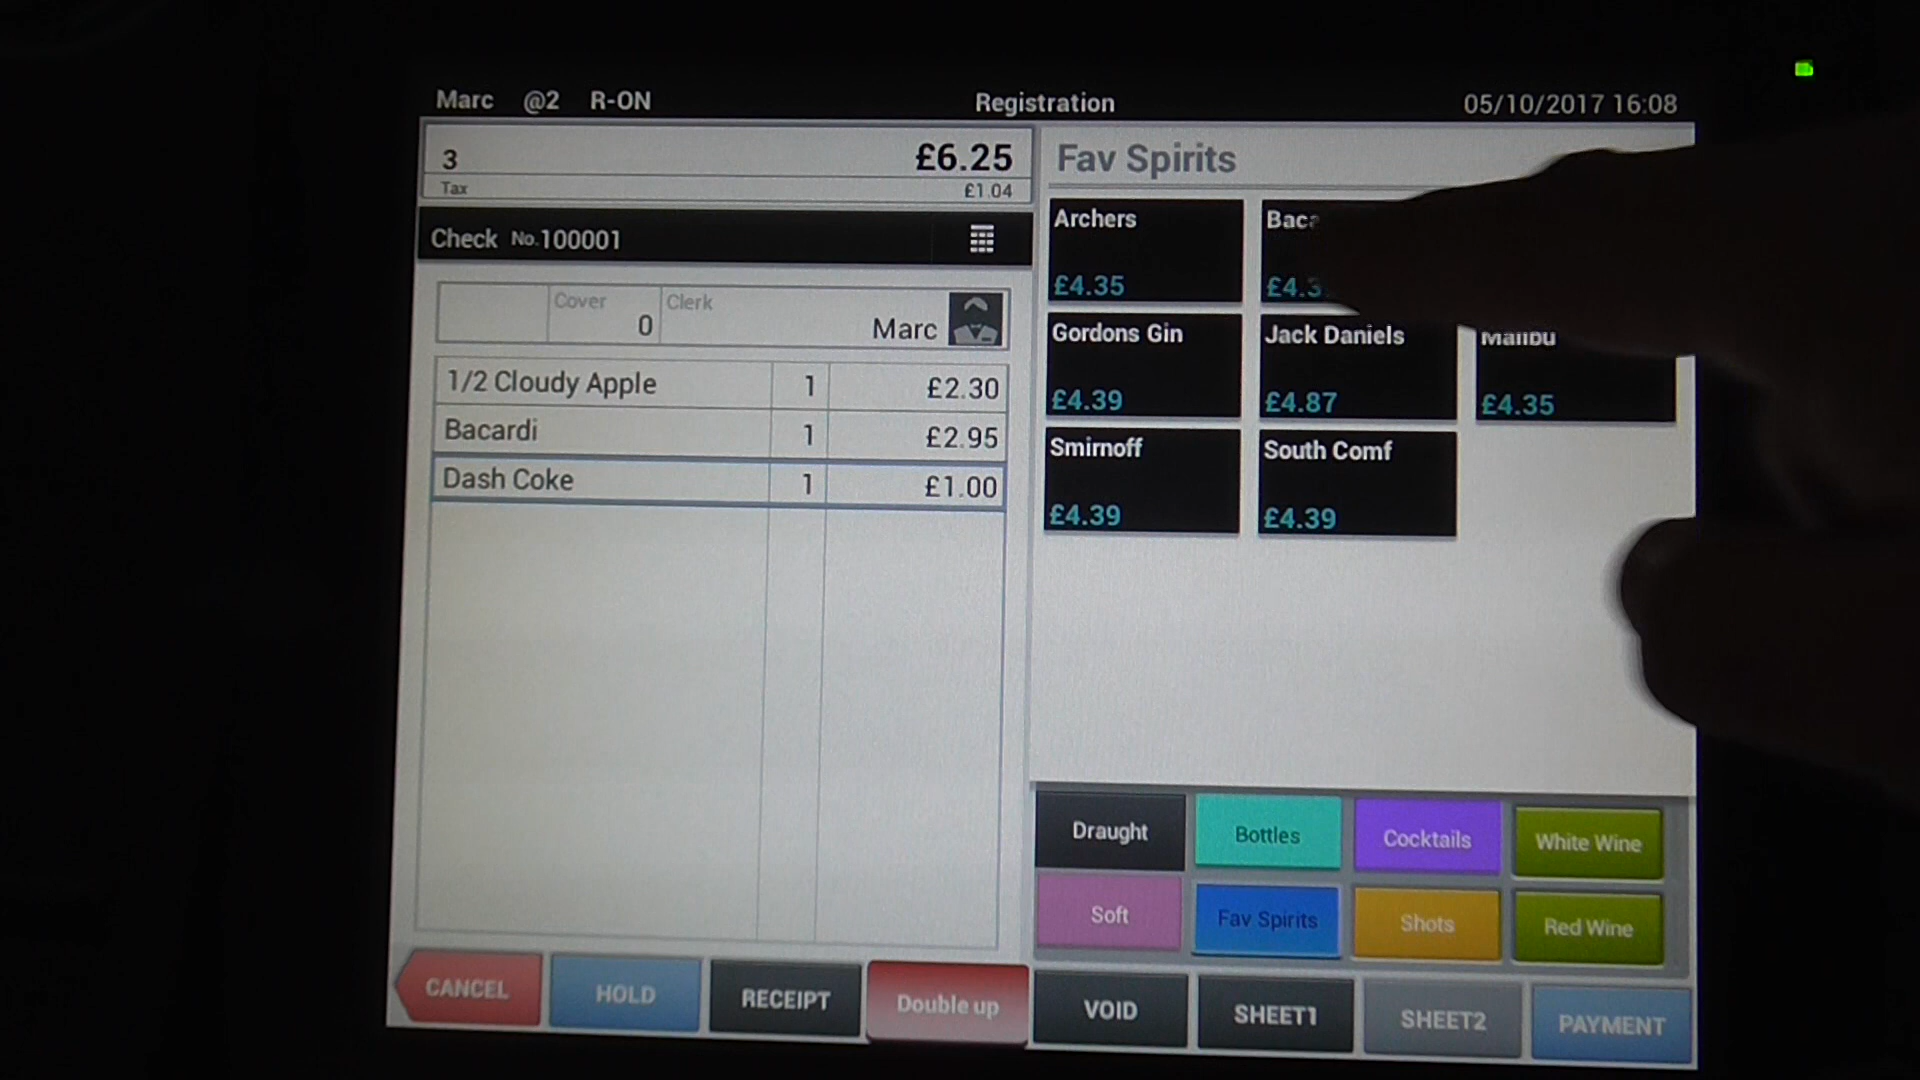 Marc @2 R-ON Registration 05/10/2017 16:08
3 £6.25
Tax £1.04
Check No.100001
Cover 0 Clerk Marc
1/2 Cloudy Apple 1 £2.30
Bacardi 1 £2.95
Dash Coke 1 £1.00
Fav Spirits
Archers
£4.35
Gordons Gin Jack Daniels Malibu
£4.39 £4.87 £4.35
Smirnoff South Comf
£4.39 £4.39
Draught Bottles Cocktails White Wine
Soft Fav Spirits Shots Red Wine
CANCEL HOLD RECEIPT Double up VOID SHEET1 SHEET2 PAYMENT